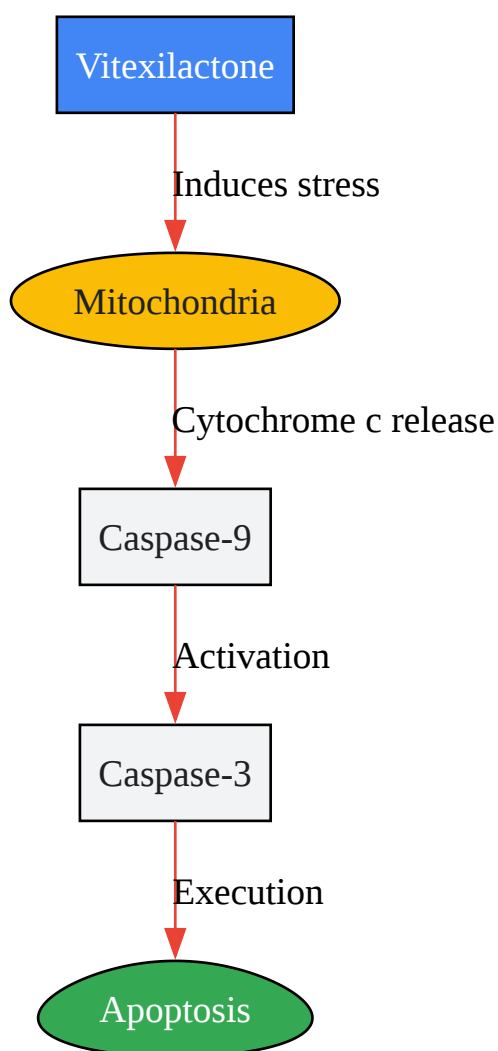 Vitexilactone
Induces stress
Mitochondria
Cytochrome c release
Caspase-9
Activation
Caspase-3
Execution
Apoptosis